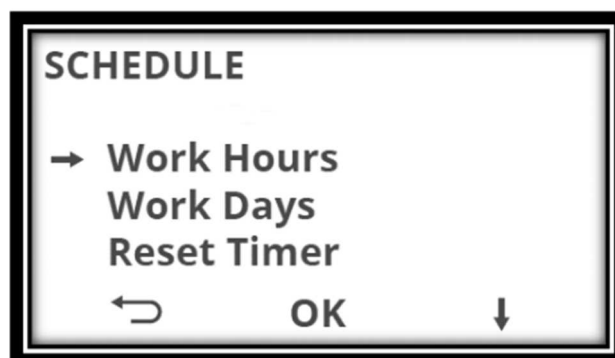 SCHEDULE
→ Work Hours
Work Days
Reset Timer
OK